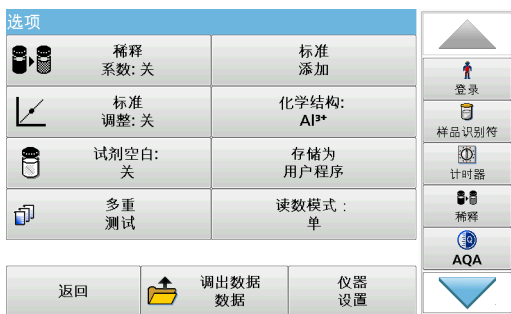 选项
稀释
系数: 关
标准
添加
标准
调整: 关
化学结构:
Al³⁺
试剂空白:
关
存储为
用户程序
多重
测试
读数模式 :
单
返回
调出数据
数据
仪器
设置
登录
样品识别符
计时器
稀释
AQA